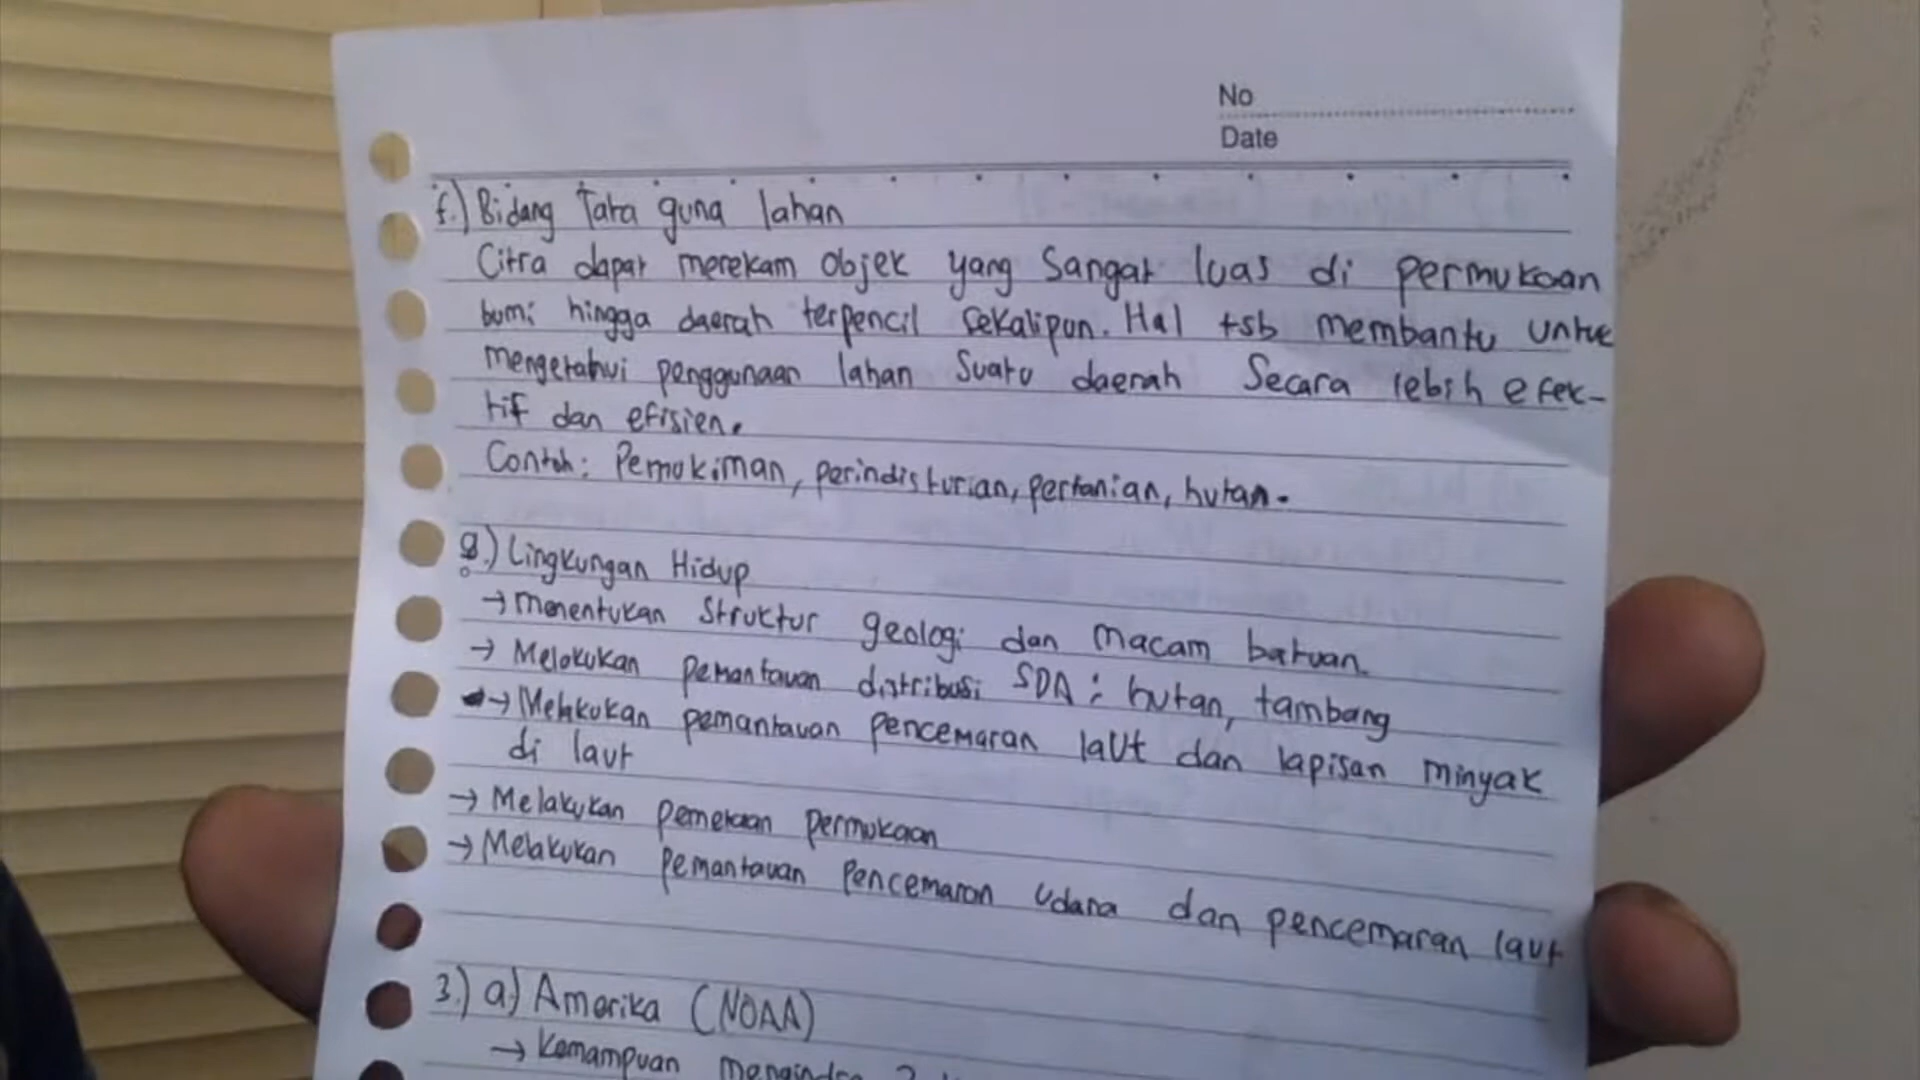 No
Date
f.) Bidang Tata guna lahan
Citra dapat merekam objek yang sangat luas di permukaan
bumi hingga daerah terpencil sekalipun. Hal tsb membantu untuk
mengetahui penggunaan lahan suatu daerah secara lebih efek-
tif dan efisien.
Contoh: Pemukiman, perindisturian, pertanian, hutan.
g.) Lingkungan Hidup
→ menentukan struktur geologi dan macam batuan
→ Melakukan pemantauan distribusi SDA: hutan, tambang
→ Melakukan pemantauan pencemaran laut dan lapisan minyak
di laut
→ Melakukan pemetaan permukaan
→ Melakukan pemantauan pencemaran udara dan pencemaran laut
3.) a) Amerika (NOAA)
→ Kemampuan mengindra